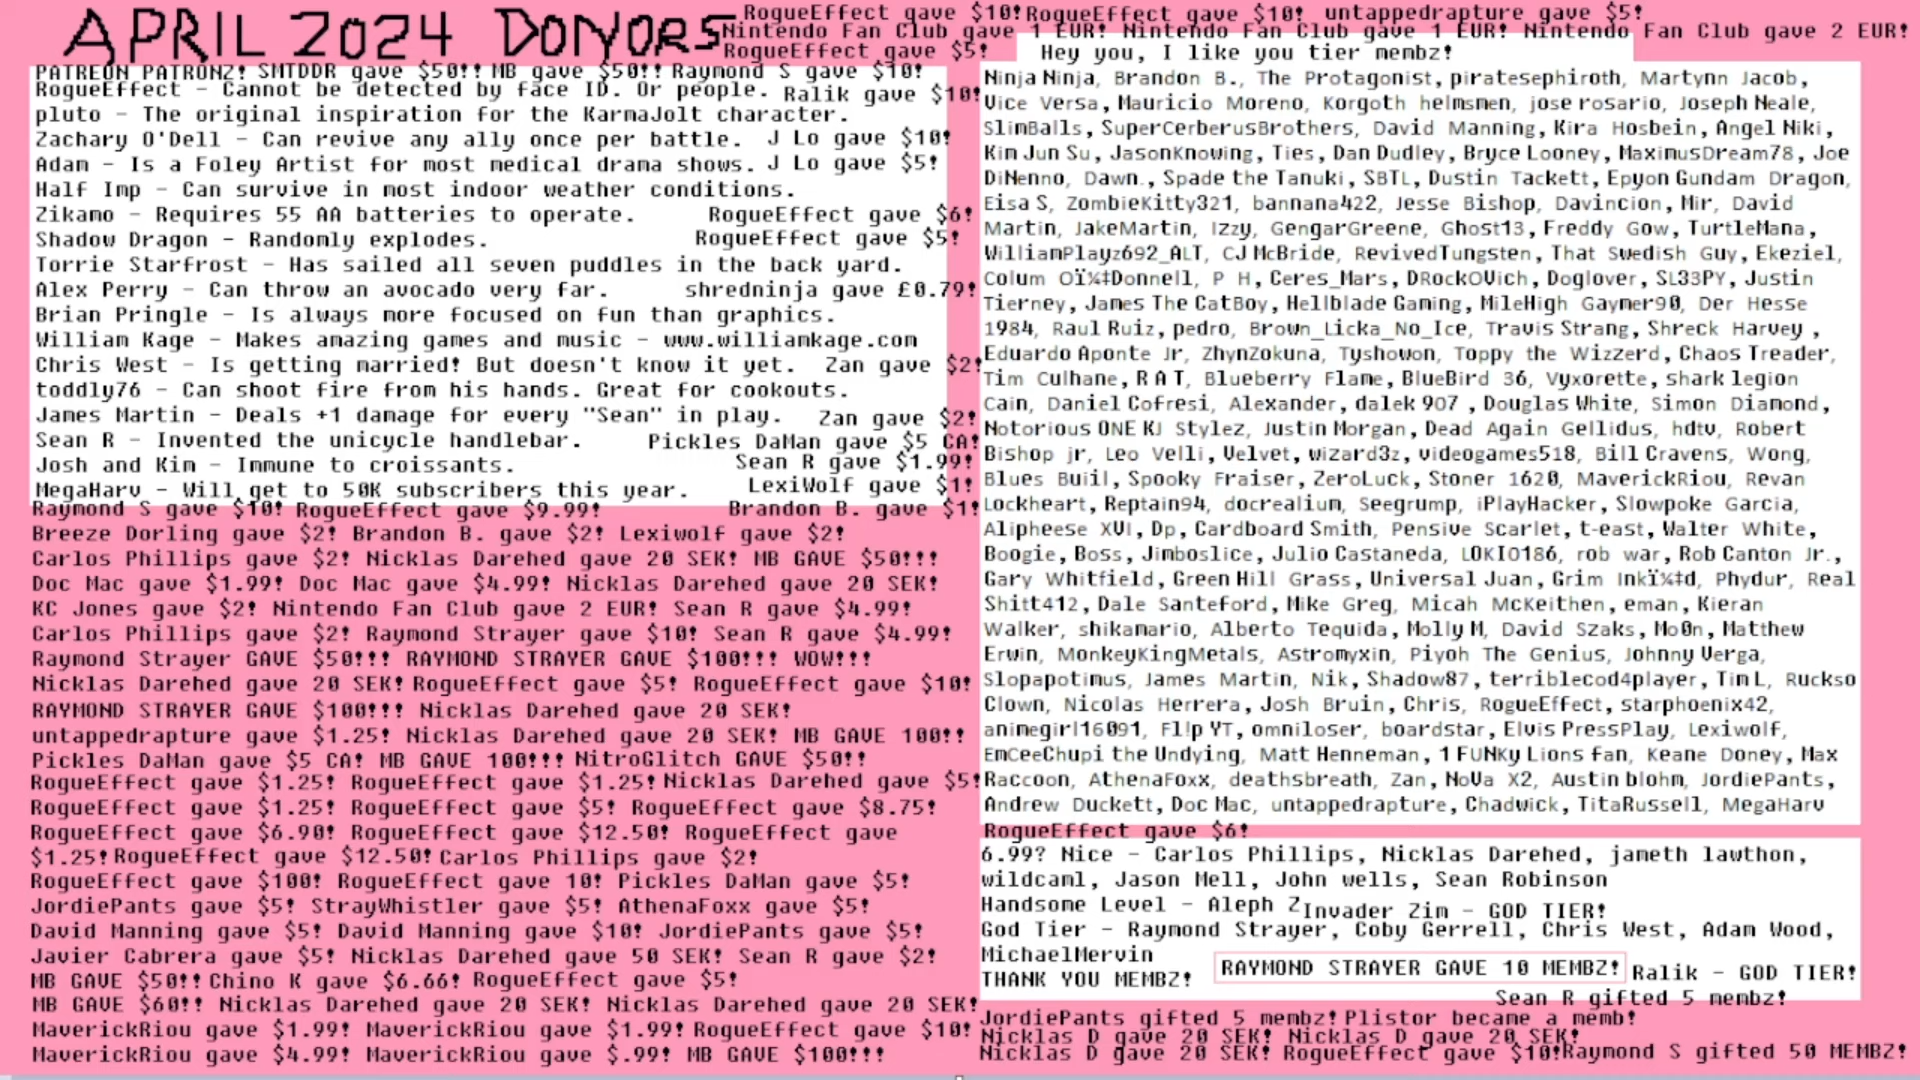 APRIL 2024 DONORS
RogueEffect gave $10! RogueEffect gave $10! untappedrapture gave $5!
Nintendo Fan Club gave 1 EUR! Nintendo Fan Club gave 1 EUR! Nintendo Fan Club gave 2 EUR!
RogueEffect gave $5!
PATREON PATRONZ! SMTDDR gave $50!! MB gave $50!! Raymond S gave $10!
RogueEffect - Cannot be detected by face ID. Or people. Ralik gave $10!
pluto - The original inspiration for the KarmaJolt character.
Zachary O'Dell - Can revive any ally once per battle. J Lo gave $10!
Adam - Is a Foley Artist for most medical drama shows. J Lo gave $5!
Half Imp - Can survive in most indoor weather conditions.
Zikamo - Requires 55 AA batteries to operate. RogueEffect gave $6!
Shadow Dragon - Randomly explodes. RogueEffect gave $5!
Torrie Starfrost - Has sailed all seven puddles in the back yard.
Alex Perry - Can throw an avocado very far. shredninja gave £0.79!
Brian Pringle - Is always more focused on fun than graphics.
William Kage - Makes amazing games and music - www.williamkage.com
Chris West - Is getting married! But doesn't know it yet. Zan gave $2!
toddly76 - Can shoot fire from his hands. Great for cookouts.
James Martin - Deals +1 damage for every "Sean" in play. Zan gave $2!
Sean R - Invented the unicycle handlebar. Pickles DaMan gave $5 CA!
Josh and Kim - Immune to croissants. Sean R gave $1.99!
MegaHarv - Will get to 50K subscribers this year. LexiWolf gave $1!
Raymond S gave $10! RogueEffect gave $9.99! Brandon B. gave $1!
Breeze Dorling gave $2! Brandon B. gave $2! Lexiwolf gave $2!
Carlos Phillips gave $2! Nicklas Darehed gave 20 SEK! MB GAVE $50!!!
Doc Mac gave $1.99! Doc Mac gave $4.99! Nicklas Darehed gave 20 SEK!
KC Jones gave $2! Nintendo Fan Club gave 2 EUR! Sean R gave $4.99!
Carlos Phillips gave $2! Raymond Strayer gave $10! Sean R gave $4.99!
Raymond Strayer GAVE $50!!! RAYMOND STRAYER GAVE $100!!! WOW!!!
Nicklas Darehed gave 20 SEK! RogueEffect gave $5! RogueEffect gave $10!
RAYMOND STRAYER GAVE $100!!! Nicklas Darehed gave 20 SEK!
untappedrapture gave $1.25! Nicklas Darehed gave 20 SEK! MB GAVE 100!!
Pickles DaMan gave $5 CA! MB GAVE 100!!! NitroGlitch GAVE $50!!
RogueEffect gave $1.25! RogueEffect gave $1.25! Nicklas Darehed gave $5!
RogueEffect gave $1.25! RogueEffect gave $5! RogueEffect gave $8.75!
RogueEffect gave $6.90! RogueEffect gave $12.50! RogueEffect gave
$1.25! RogueEffect gave $12.50! Carlos Phillips gave $2!
RogueEffect gave $100! RogueEffect gave 10! Pickles DaMan gave $5!
JordiePants gave $5! StrayWhistler gave $5! AthenaFoxx gave $5!
David Manning gave $5! David Manning gave $10! JordiePants gave $5!
Javier Cabrera gave $5! Nicklas Darehed gave 50 SEK! Sean R gave $2!
MB GAVE $50!! Chino K gave $6.66! RogueEffect gave $5!
MB GAVE $60!! Nicklas Darehed gave 20 SEK! Nicklas Darehed gave 20 SEK!
MaverickRiou gave $1.99! MaverickRiou gave $1.99! RogueEffect gave $10!
MaverickRiou gave $4.99! MaverickRiou gave $.99! MB GAVE $100!!!
Hey you, I like you tier membz!
Ninja Ninja, Brandon B., The Protagonist, piratesephiroth, Martynn Jacob,
Vice Versa, Mauricio Moreno, Korgoth helmsmen, jose rosario, Joseph Neale,
SlimBalls, SuperCerberusBrothers, David Manning, Kira Hosbein, Angel Niki,
Kim Jun Su, JasonKnowing, Ties, Dan Dudley, Bryce Looney, MaximusDream78, Joe
DiNenno, Dawn., Spade the Tanuki, SBTL, Dustin Tackett, Epyon Gundam Dragon,
Eisa S, ZombieKitty321, bannana422, Jesse Bishop, Davincion, Mir, David
Martin, JakeMartin, Izzy, GengarGreene, Ghost13, Freddy Gow, TurtleMana,
WilliamPlayz692_ALT, CJ McBride, RevivedTungsten, That Swedish Guy, Ekeziel,
Colum Oï¼‡Donnell, P H, Ceres_Mars, DRockOVich, Doglover, SL33PY, Justin
Tierney, James The CatBoy, Hellblade Gaming, MileHigh Gaymer90, Der Hesse
1984, Raul Ruiz, pedro, Brown_Licka_No_Ice, Travis Strang, Shreck Harvey ,
Eduardo Aponte Jr, ZhynZokuna, Tyshowon, Toppy the Wizzerd, Chaos Treader,
Tim Culhane, R A T, Blueberry Flame, BlueBird 36, Vyxorette, shark legion
Cain, Daniel Cofresi, Alexander, dalek 907 , Douglas White, Simon Diamond,
Notorious ONE KJ Stylez, Justin Morgan, Dead Again Gellidus, hdtv, Robert
Bishop jr, Leo Velli, Velvet, wizard3z, videogames518, Bill Cravens, Wong,
Blues Buil, Spooky Fraiser, ZeroLuck, Stoner 1620, MaverickRiou, Revan
Lockheart, Reptain94, docrealium, Seegrump, iPlayHacker, Slowpoke Garcia,
Alipheese XVI, Dp, Cardboard Smith, Pensive Scarlet, t-east, Walter White,
Boogie, Boss, Jimboslice, Julio Castaneda, LOKIO186, rob war, Rob Canton Jr.,
Gary Whitfield, Green Hill Grass, Universal Juan, Grim Inkï¼‡d, Phydur, Real
Shitt412, Dale Santeford, Mike Greg, Micah McKeithen, eman, Kieran
Walker, shikamario, Alberto Tequida, Molly M, David Szaks, Mo0n, Matthew
Erwin, MonkeyKingMetals, Astromyxin, Piyoh The Genius, Johnny Verga,
Slopapotimus, James Martin, Nik, Shadow87, terriblecod4player, Tim L, Ruckso
Clown, Nicolas Herrera, Josh Bruin, Chris, RogueEffect, starphoenix42,
animegirl16091, Fl!p YT, omniloser, boardstar, Elvis PressPlay, Lexiwolf,
EmCeeChupi the Undying, Matt Henneman, 1 FUNKy Lions fan, Keane Doney, Max
Raccoon, AthenaFoxx, deathsbreath, Zan, NoVa X2, Austin blohm, JordiePants,
Andrew Duckett, Doc Mac, untappedrapture, Chadwick, TitaRussell, MegaHarv
RogueEffect gave $6!
6.99? Nice - Carlos Phillips, Nicklas Darehed, jameth lawthon,
wildcaml, Jason Mell, John wells, Sean Robinson
Handsome Level - Aleph Z Invader Zim - GOD TIER!
God Tier - Raymond Strayer, Coby Gerrell, Chris West, Adam Wood,
MichaelMervin
THANK YOU MEMBZ! RAYMOND STRAYER GAVE 10 MEMBZ! Ralik - GOD TIER!
Sean R gifted 5 membz!
JordiePants gifted 5 membz! Plistor became a memb!
Nicklas D gave 20 SEK! Nicklas D gave 20 SEK!
Nicklas D gave 20 SEK! RogueEffect gave $10! Raymond S gifted 50 MEMBZ!